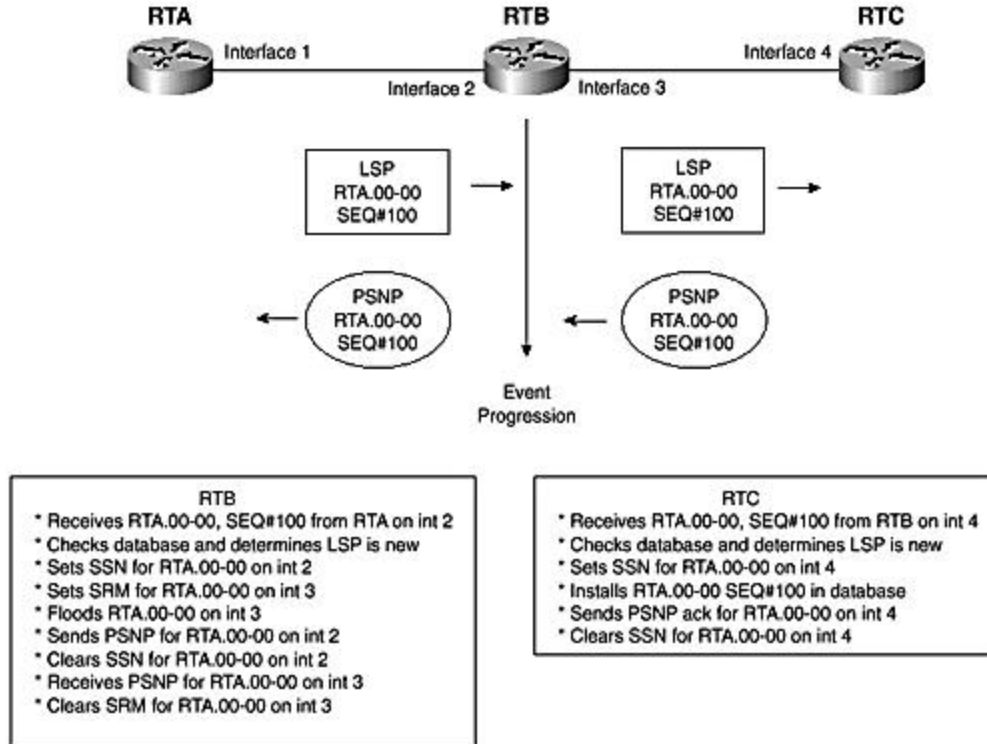 RTA
RTB
RTC
Interface 1
Interface 4
Interface 2
Interface 3
LSP
RTA.00-00
SEQ#100
LSP
RTA.00-00
SEQ#100
PSNP
RTA.00-00
SEQ#100
PSNP
RTA.00-00
SEQ#100
Event
Progression
RTB
* Receives RTA.00-00, SEQ#100 from RTA on int 2
* Checks database and determines LSP is new
* Sets SSN for RTA.00-00 on int 2
* Sets SRM for RTA.00-00 on int 3
* Floods RTA.00-00 on int 3
* Sends PSNP for RTA.00-00 on int 2
* Clears SSN for RTA.00-00 on int 2
* Receives PSNP for RTA.00-00 on int 3
* Clears SRM for RTA.00-00 on int 3
RTC
* Receives RTA.00-00, SEQ#100 from RTB on int 4
* Checks database and determines LSP is new
* Sets SSN for RTA.00-00 on int 4
* Installs RTA.00-00 SEQ#100 in database
* Sends PSNP ack for RTA.00-00 on int 4
* Clears SSN for RTA.00-00 on int 4